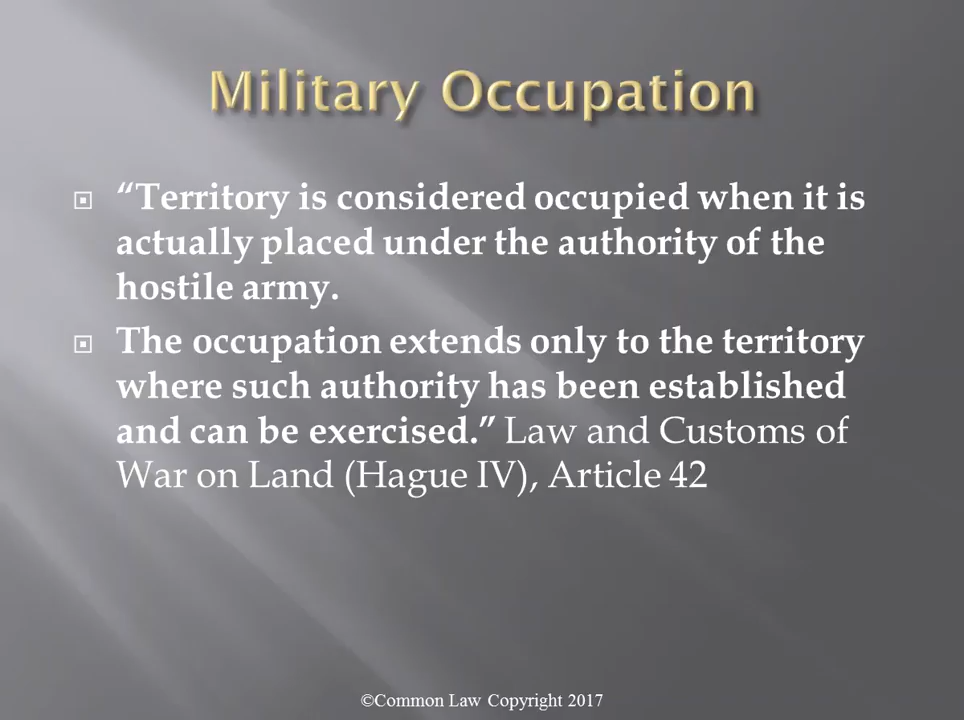 Military Occupation
“Territory is considered occupied when it is
actually placed under the authority of the
hostile army.
The occupation extends only to the territory
where such authority has been established
and can be exercised.” Law and Customs of
War on Land (Hague IV), Article 42
©Common Law Copyright 2017